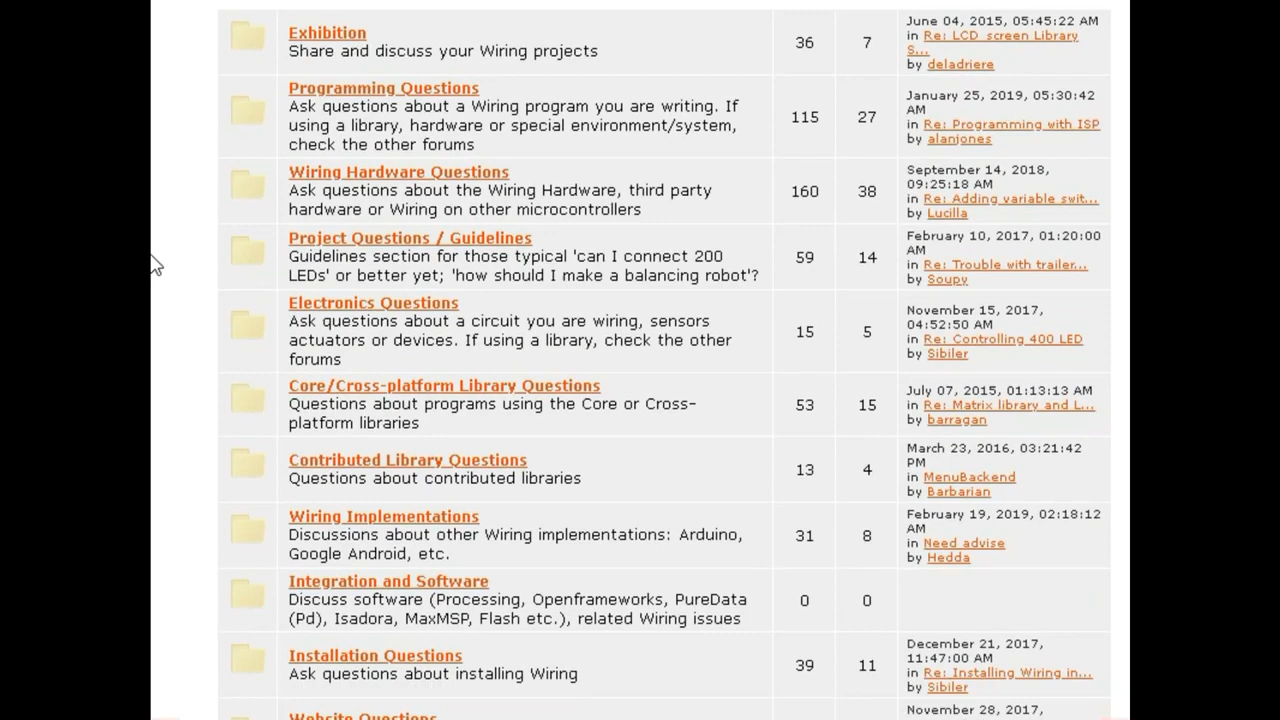 Exhibition
Share and discuss your Wiring projects
36
7
June 04, 2015, 05:45:22 AM
in Re: LCD screen Library
S...
by deladriere
Programming Questions
Ask questions about a Wiring program you are writing. If
using a library, hardware or special environment/system,
check the other forums
115
27
January 25, 2019, 05:30:42
AM
in Re: Programming with ISP
by alanjones
Wiring Hardware Questions
Ask questions about the Wiring Hardware, third party
hardware or Wiring on other microcontrollers
160
38
September 14, 2018,
09:25:18 AM
in Re: Adding variable swit...
by Lucilla
Project Questions / Guidelines
Guidelines section for those typical 'can I connect 200
LEDs' or better yet; 'how should I make a balancing robot'?
59
14
February 10, 2017, 01:20:00
AM
in Re: Trouble with trailer...
by Soupy
Electronics Questions
Ask questions about a circuit you are wiring, sensors
actuators or devices. If using a library, check the other
forums
15
5
November 15, 2017,
04:52:50 AM
in Re: Controlling 400 LED
by Sibiler
Core/Cross-platform Library Questions
Questions about programs using the Core or Cross-
platform libraries
53
15
July 07, 2015, 01:13:13 AM
in Re: Matrix library and L...
by barragan
Contributed Library Questions
Questions about contributed libraries
13
4
March 23, 2016, 03:21:42
PM
in MenuBackend
by Barbarian
Wiring Implementations
Discussions about other Wiring implementations: Arduino,
Google Android, etc.
31
8
February 19, 2019, 02:18:12
AM
in Need advise
by Hedda
Integration and Software
Discuss software (Processing, Openframeworks, PureData
(Pd), Isadora, MaxMSP, Flash etc.), related Wiring issues
0
0
Installation Questions
Ask questions about installing Wiring
39
11
December 21, 2017,
11:47:00 AM
in Re: Installing Wiring in...
by Sibiler
Website Questions
November 28, 2017,